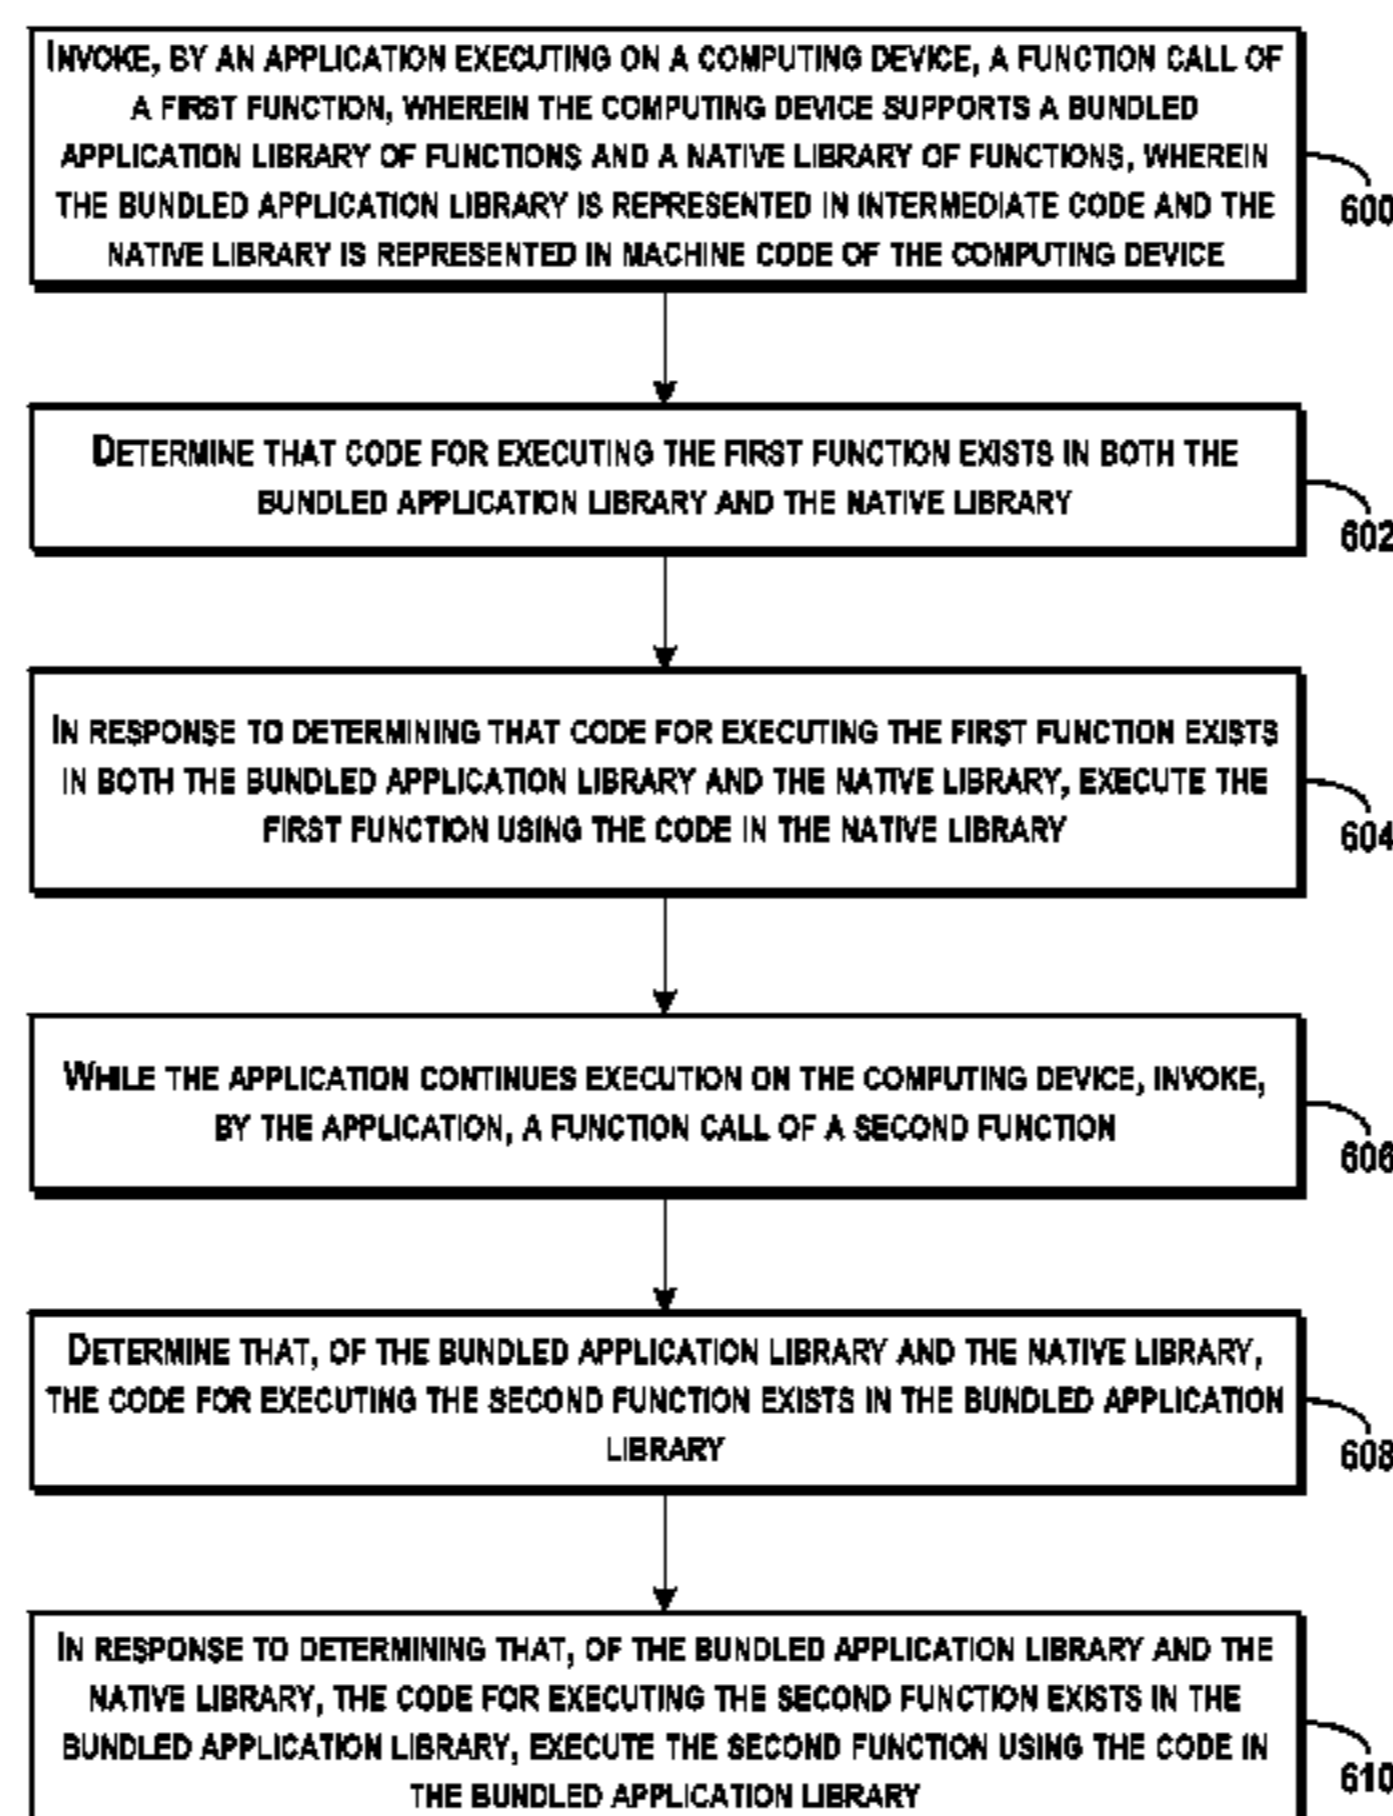 INVOKE, BY AN APPLICATION EXECUTING ON A COMPUTING DEVICE, A FUNCTION CALL OF
A FIRST FUNCTION, WHEREIN THE COMPUTING DEVICE SUPPORTS A BUNDLED
APPLICATION LIBRARY OF FUNCTIONS AND A NATIVE LIBRARY OF FUNCTIONS, WHEREIN
THE BUNDLED APPLICATION LIBRARY IS REPRESENTED IN INTERMEDIATE CODE AND THE
NATIVE LIBRARY IS REPRESENTED IN MACHINE CODE OF THE COMPUTING DEVICE
600
DETERMINE THAT CODE FOR EXECUTING THE FIRST FUNCTION EXISTS IN BOTH THE
BUNDLED APPLICATION LIBRARY AND THE NATIVE LIBRARY
602
IN RESPONSE TO DETERMINING THAT CODE FOR EXECUTING THE FIRST FUNCTION EXISTS
IN BOTH THE BUNDLED APPLICATION LIBRARY AND THE NATIVE LIBRARY, EXECUTE THE
FIRST FUNCTION USING THE CODE IN THE NATIVE LIBRARY
604
WHILE THE APPLICATION CONTINUES EXECUTION ON THE COMPUTING DEVICE, INVOKE,
BY THE APPLICATION, A FUNCTION CALL OF A SECOND FUNCTION
606
DETERMINE THAT, OF THE BUNDLED APPLICATION LIBRARY AND THE NATIVE LIBRARY,
THE CODE FOR EXECUTING THE SECOND FUNCTION EXISTS IN THE BUNDLED APPLICATION
LIBRARY
608
IN RESPONSE TO DETERMINING THAT, OF THE BUNDLED APPLICATION LIBRARY AND THE
NATIVE LIBRARY, THE CODE FOR EXECUTING THE SECOND FUNCTION EXISTS IN THE
BUNDLED APPLICATION LIBRARY, EXECUTE THE SECOND FUNCTION USING THE CODE IN
THE BUNDLED APPLICATION LIBRARY
610